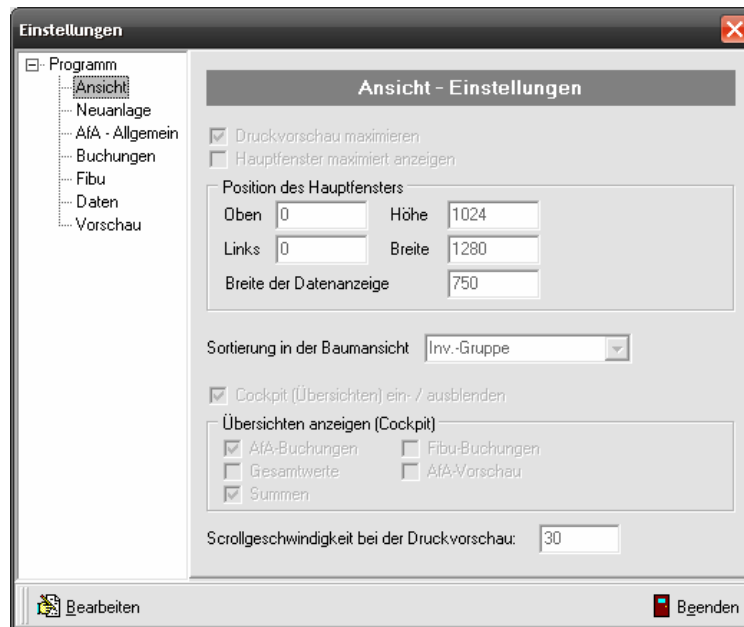 Einstellungen
Programm
Ansicht
Neuanlage
AfA - Allgemein
Buchungen
Fibu
Daten
Vorschau
Ansicht - Einstellungen
Druckvorschau maximieren
Hauptfenster maximiert anzeigen
Position des Hauptfensters
Oben 0 Höhe 1024
Links 0 Breite 1280
Breite der Datenanzeige 750
Sortierung in der Baumansicht Inv.-Gruppe
Cockpit (Übersichten) ein- / ausblenden
Übersichten anzeigen (Cockpit)
AfA-Buchungen Fibu-Buchungen
Gesamtwerte AfA-Vorschau
Summen
Scrollgeschwindigkeit bei der Druckvorschau: 30
Bearbeiten Beenden